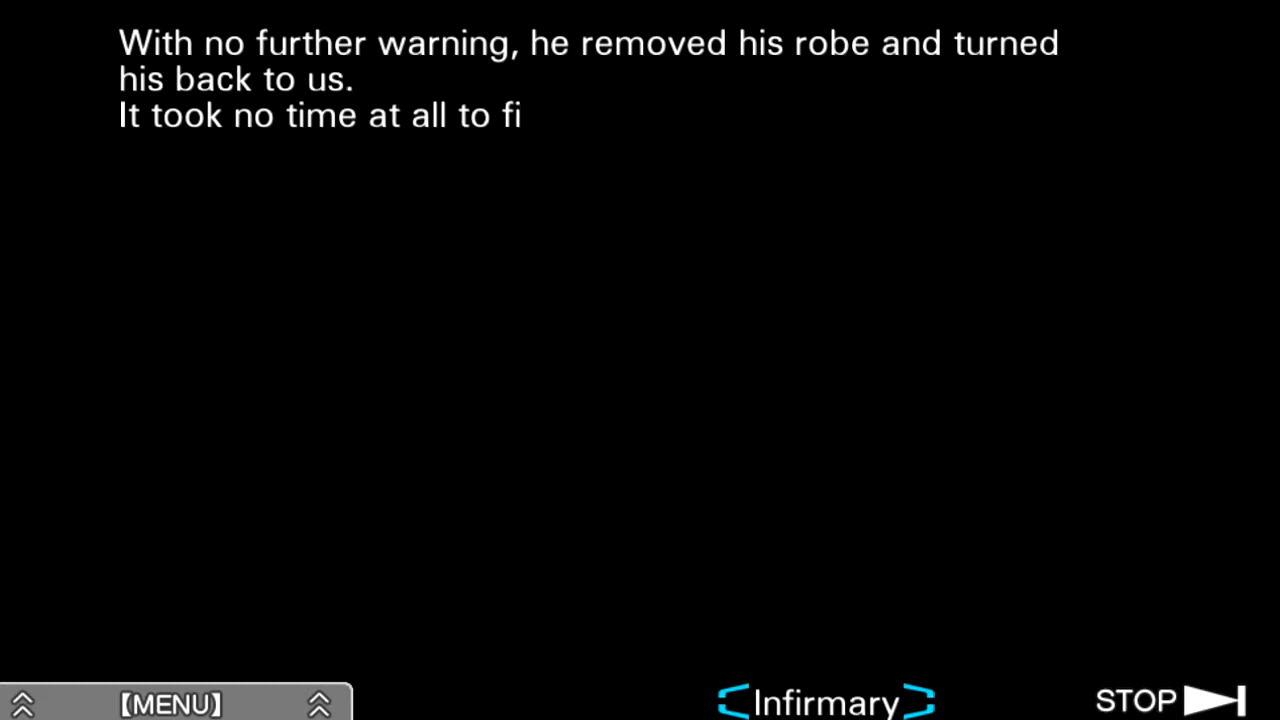 With no further warning, he removed his robe and turned
his back to us.
It took no time at all to fi
【MENU】
Infirmary
STOP